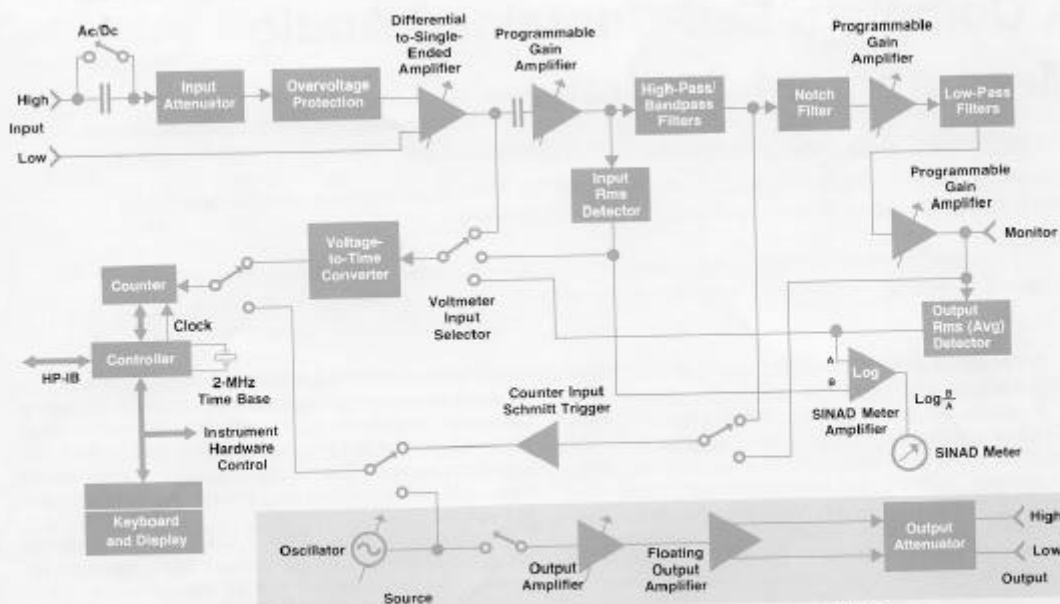 Ac/Dc
High
Input
Low
Input
Attenuator
Overvoltage
Protection
Differential
to-Single-
Ended
Amplifier
Programmable
Gain
Amplifier
High-Pass/
Bandpass
Filters
Notch
Filter
Programmable
Gain
Amplifier
Low-Pass
Filters
Input
Rms
Detector
Programmable
Gain
Amplifier
Monitor
Voltage-
to-Time
Converter
Voltmeter
Input
Selector
Counter
Clock
Controller
HP-IB
2-MHz
Time Base
Output
Rms (Avg)
Detector
A
B
Log
Log B/A
SINAD Meter
Amplifier
SINAD Meter
Counter Input
Schmitt Trigger
Instrument
Hardware
Control
Keyboard
and Display
Oscillator
Source
Output
Amplifier
Floating
Output
Amplifier
Output
Attenuator
High
Low
Output